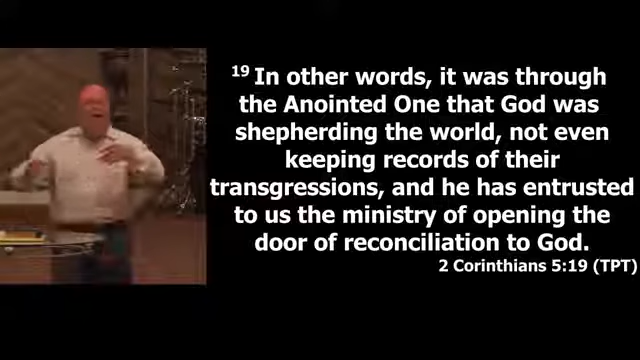 19 In other words, it was through
the Anointed One that God was
shepherding the world, not even
keeping records of their
transgressions, and he has entrusted
to us the ministry of opening the
door of reconciliation to God.
2 Corinthians 5:19 (TPT)